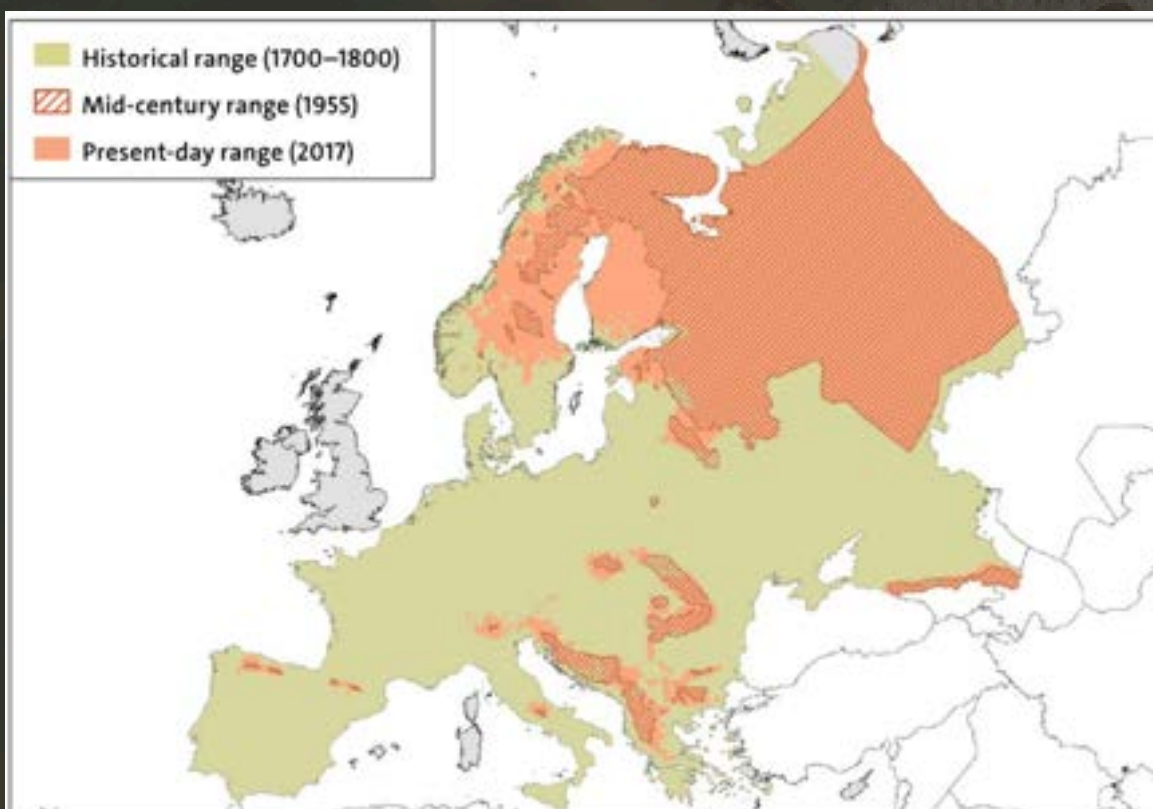 Historical range (1700–1800)
Mid-century range (1955)
Present-day range (2017)